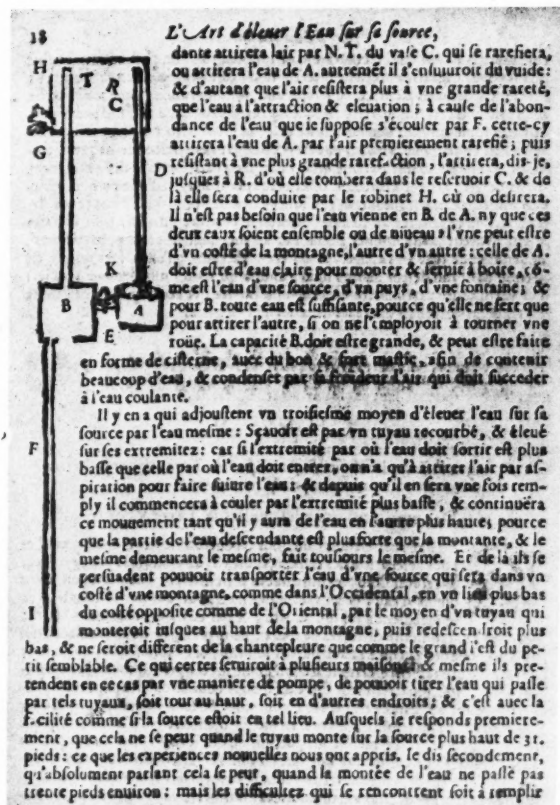 18
L'Art d'éleuer l'Eau sur sa source,
dante attirera lair par N. T. du vase C. qui se rarefiera,
ou attirera l'eau de A. autremēt il s'ensuiuroit du vuide:
& d'autant que l'air resistera plus à vne grande rareté,
que l'eau à l'attraction & eleuation ; à cause de l'abon-
dance de l'eau que ie suppose s'écouler par F. cette-cy
attirera l'eau de A. par l'air premierement rarefié ; puis
resistant à vne plus grande raref.ction, l'attirera, dis-je,
jusques à R. d'où elle tombera dans le reseruoir C. & de
là elle sera conduite par le robinet H. où on desirera.
Il n'est pas besoin que l'eau vienne en B. de A. ny que ces
deux eaux soient ensemble ou de niueau ; l'vne peut estre
d'vn costé de la montagne, l'autre d'vn autre : celle de A.
doit estre d'eau claire pour monter & seruir à boire, cō-
me est l'eau d'vne source, d'vn puys, d'vne fontaine ; &
pour B. toute eau est suffisante, pource qu'elle ne sert que
pour attirer l'autre, si on ne l'employoit à tourner vne
roüe. La capacité B. doit estre grande, & peut estre faite
en forme de cisterne, auec du bon & fort mastic, afin de contenir
beaucoup d'eau, & condenser par sa froideur l'air qui doit succeder
à l'eau coulante.
Il y en a qui adjoustent vn troisiesme moyen d'éleuer l'eau sur sa
source par l'eau mesme : Sçauoir est par vn tuyau recourbé, & éleué
sur ses extremitez : car si l'extremité par où l'eau doit sortir est plus
basse que celle par où l'eau doit entrer, on n'a qu'à attirer l'air par as-
piration pour faire suiure l'eau : & depuis qu'il en sera vne fois rem-
ply il commencera à couler par l'extremité plus basse, & continuëra
ce mouuement tant qu'il y aura de l'eau en l'autre plus haute, pource
que la partie de l'eau descendante est plus forte que la montante, & le
mesme demeurant le mesme, fait tousiours le mesme. Et de là ils se
persuadent pouuoir transporter l'eau d'vne source qui sera dans vn
costé d'vne montagne, comme dans l'Occidental, en vn lieu plus bas
du costé opposite comme de l'Oriental, par le moyen d'vn tuyau qui
monteroit iusques au haut de la montagne, puis redescendroit plus
bas, & ne seroit different de la chantepleure que comme le grand l'est du pe-
tit semblable. Ce qui certes seruiroit à plusieurs maisons, & mesme ils pre-
tendent en ce cas par vne maniere de pompe, de pouuoir tirer l'eau qui passe
par tels tuyaux, soit tout au haut, soit en d'autres endroits ; & c'est auec la
f.cilité comme si la source estoit en tel lieu. Ausquels ie responds premiere-
ment, que cela ne se peut quand le tuyau monte sur la source plus haut de 31.
pieds : ce que les experiences nouuelles nous ont appris. Ie dis secondement,
qu'absolument parlant cela se peut, quand la montée de l'eau ne passe pas
trente pieds enuiron : mais les difficultez qui se rencontrent soit à remplir
H
T
R
C
G
D
K
B
A
E
F
I